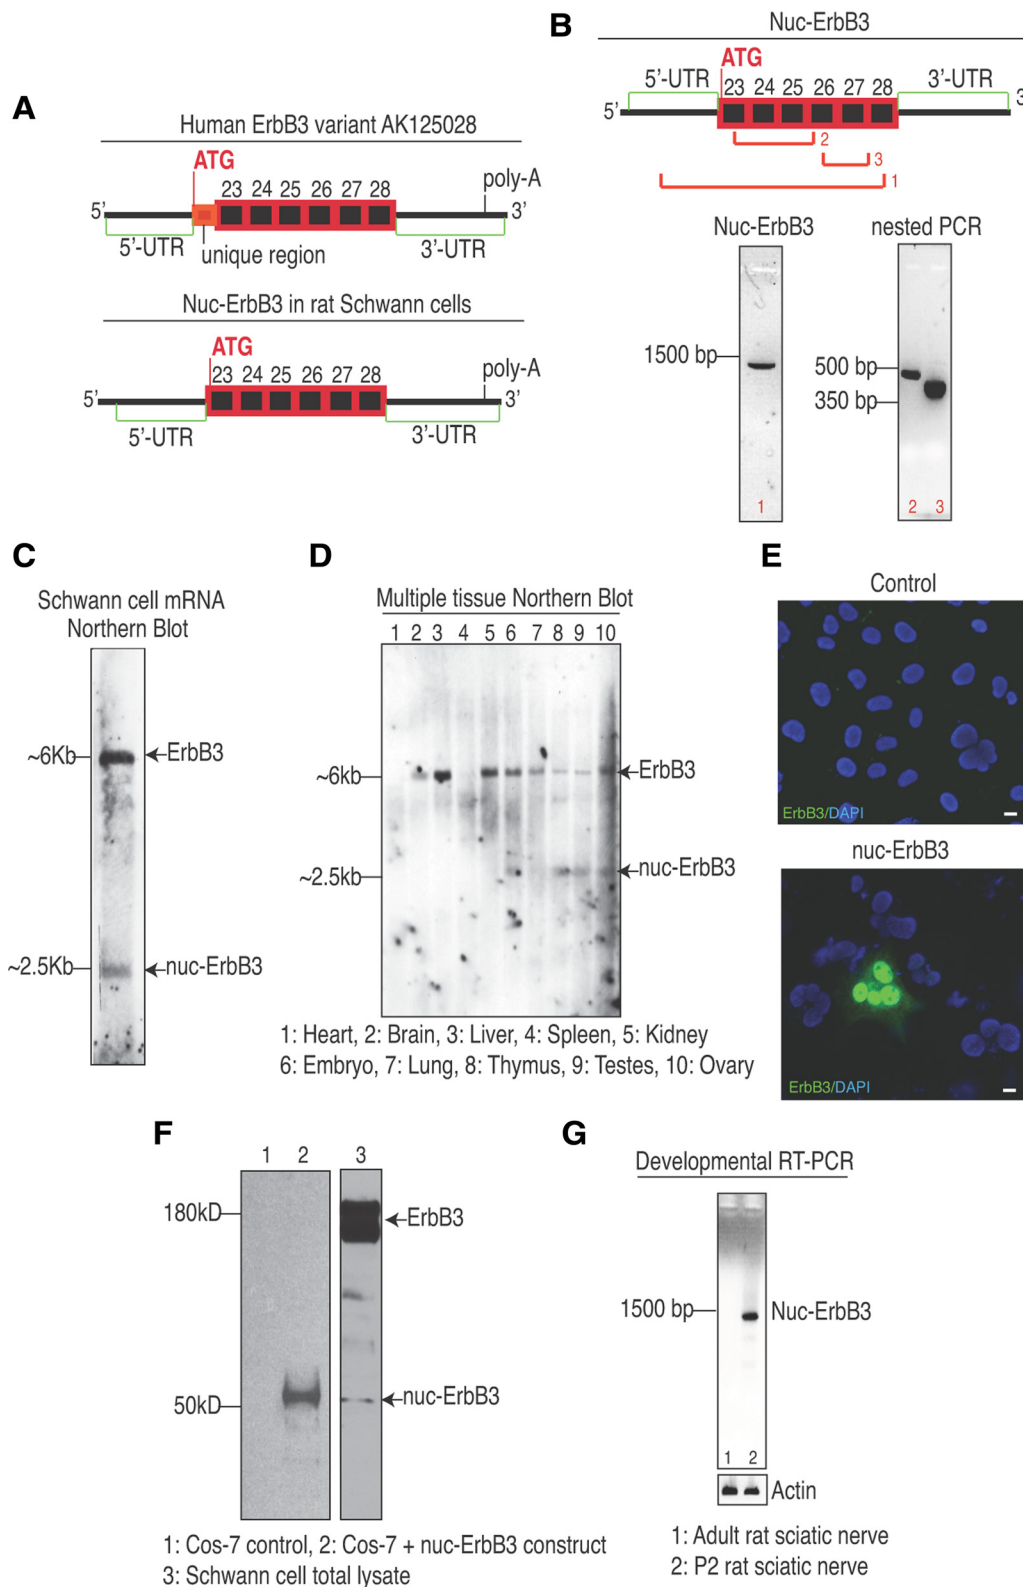 A
Human ErbB3 variant AK125028
ATG
23 24 25 26 27 28
poly-A
5’ 3’
5’-UTR
unique region
3’-UTR
Nuc-ErbB3 in rat Schwann cells
ATG
23 24 25 26 27 28
poly-A
5’ 3’
5’-UTR
3’-UTR
B
Nuc-ErbB3
ATG
5’-UTR 23 24 25 26 27 28 3’-UTR
5’ 3
2
3
1
Nuc-ErbB3
1500 bp
1
nested PCR
500 bp
350 bp
2 3
C
Schwann cell mRNA
Northern Blot
~6Kb ErbB3
~2.5Kb nuc-ErbB3
D
Multiple tissue Northern Blot
1 2 3 4 5 6 7 8 9 10
~6kb ErbB3
~2.5kb nuc-ErbB3
1: Heart, 2: Brain, 3: Liver, 4: Spleen, 5: Kidney
6: Embryo, 7: Lung, 8: Thymus, 9: Testes, 10: Ovary
E
Control
ErbB3/DAPI
nuc-ErbB3
ErbB3/DAPI
F
1 2 3
180kD ErbB3
50kD nuc-ErbB3
1: Cos-7 control, 2: Cos-7 + nuc-ErbB3 construct
3: Schwann cell total lysate
G
Developmental RT-PCR
1500 bp Nuc-ErbB3
1 2
Actin
1: Adult rat sciatic nerve
2: P2 rat sciatic nerve